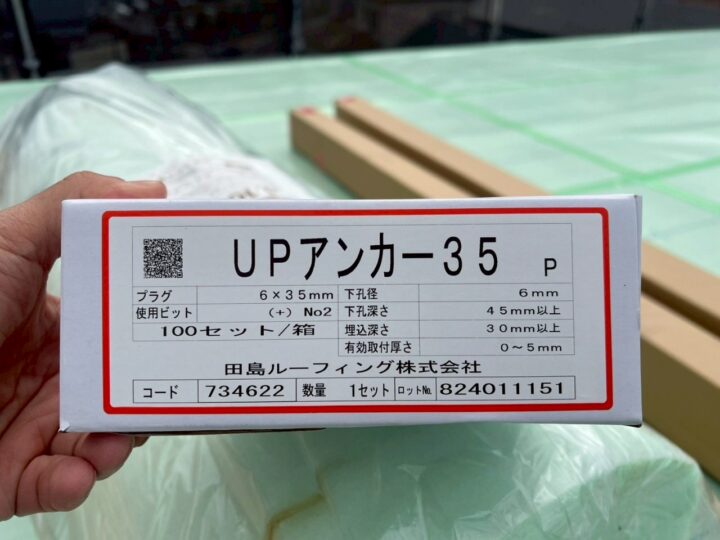 UPアンカー35 P
プラグ 6×35mm 下孔径 6mm
使用ビット (+) No2 下孔深さ 45mm以上
100セット/箱 埋込深さ 30mm以上
有効取付厚さ 0～5mm
田島ルーフィング株式会社
コード 734622 数量 1セット ロットNo. 824011151